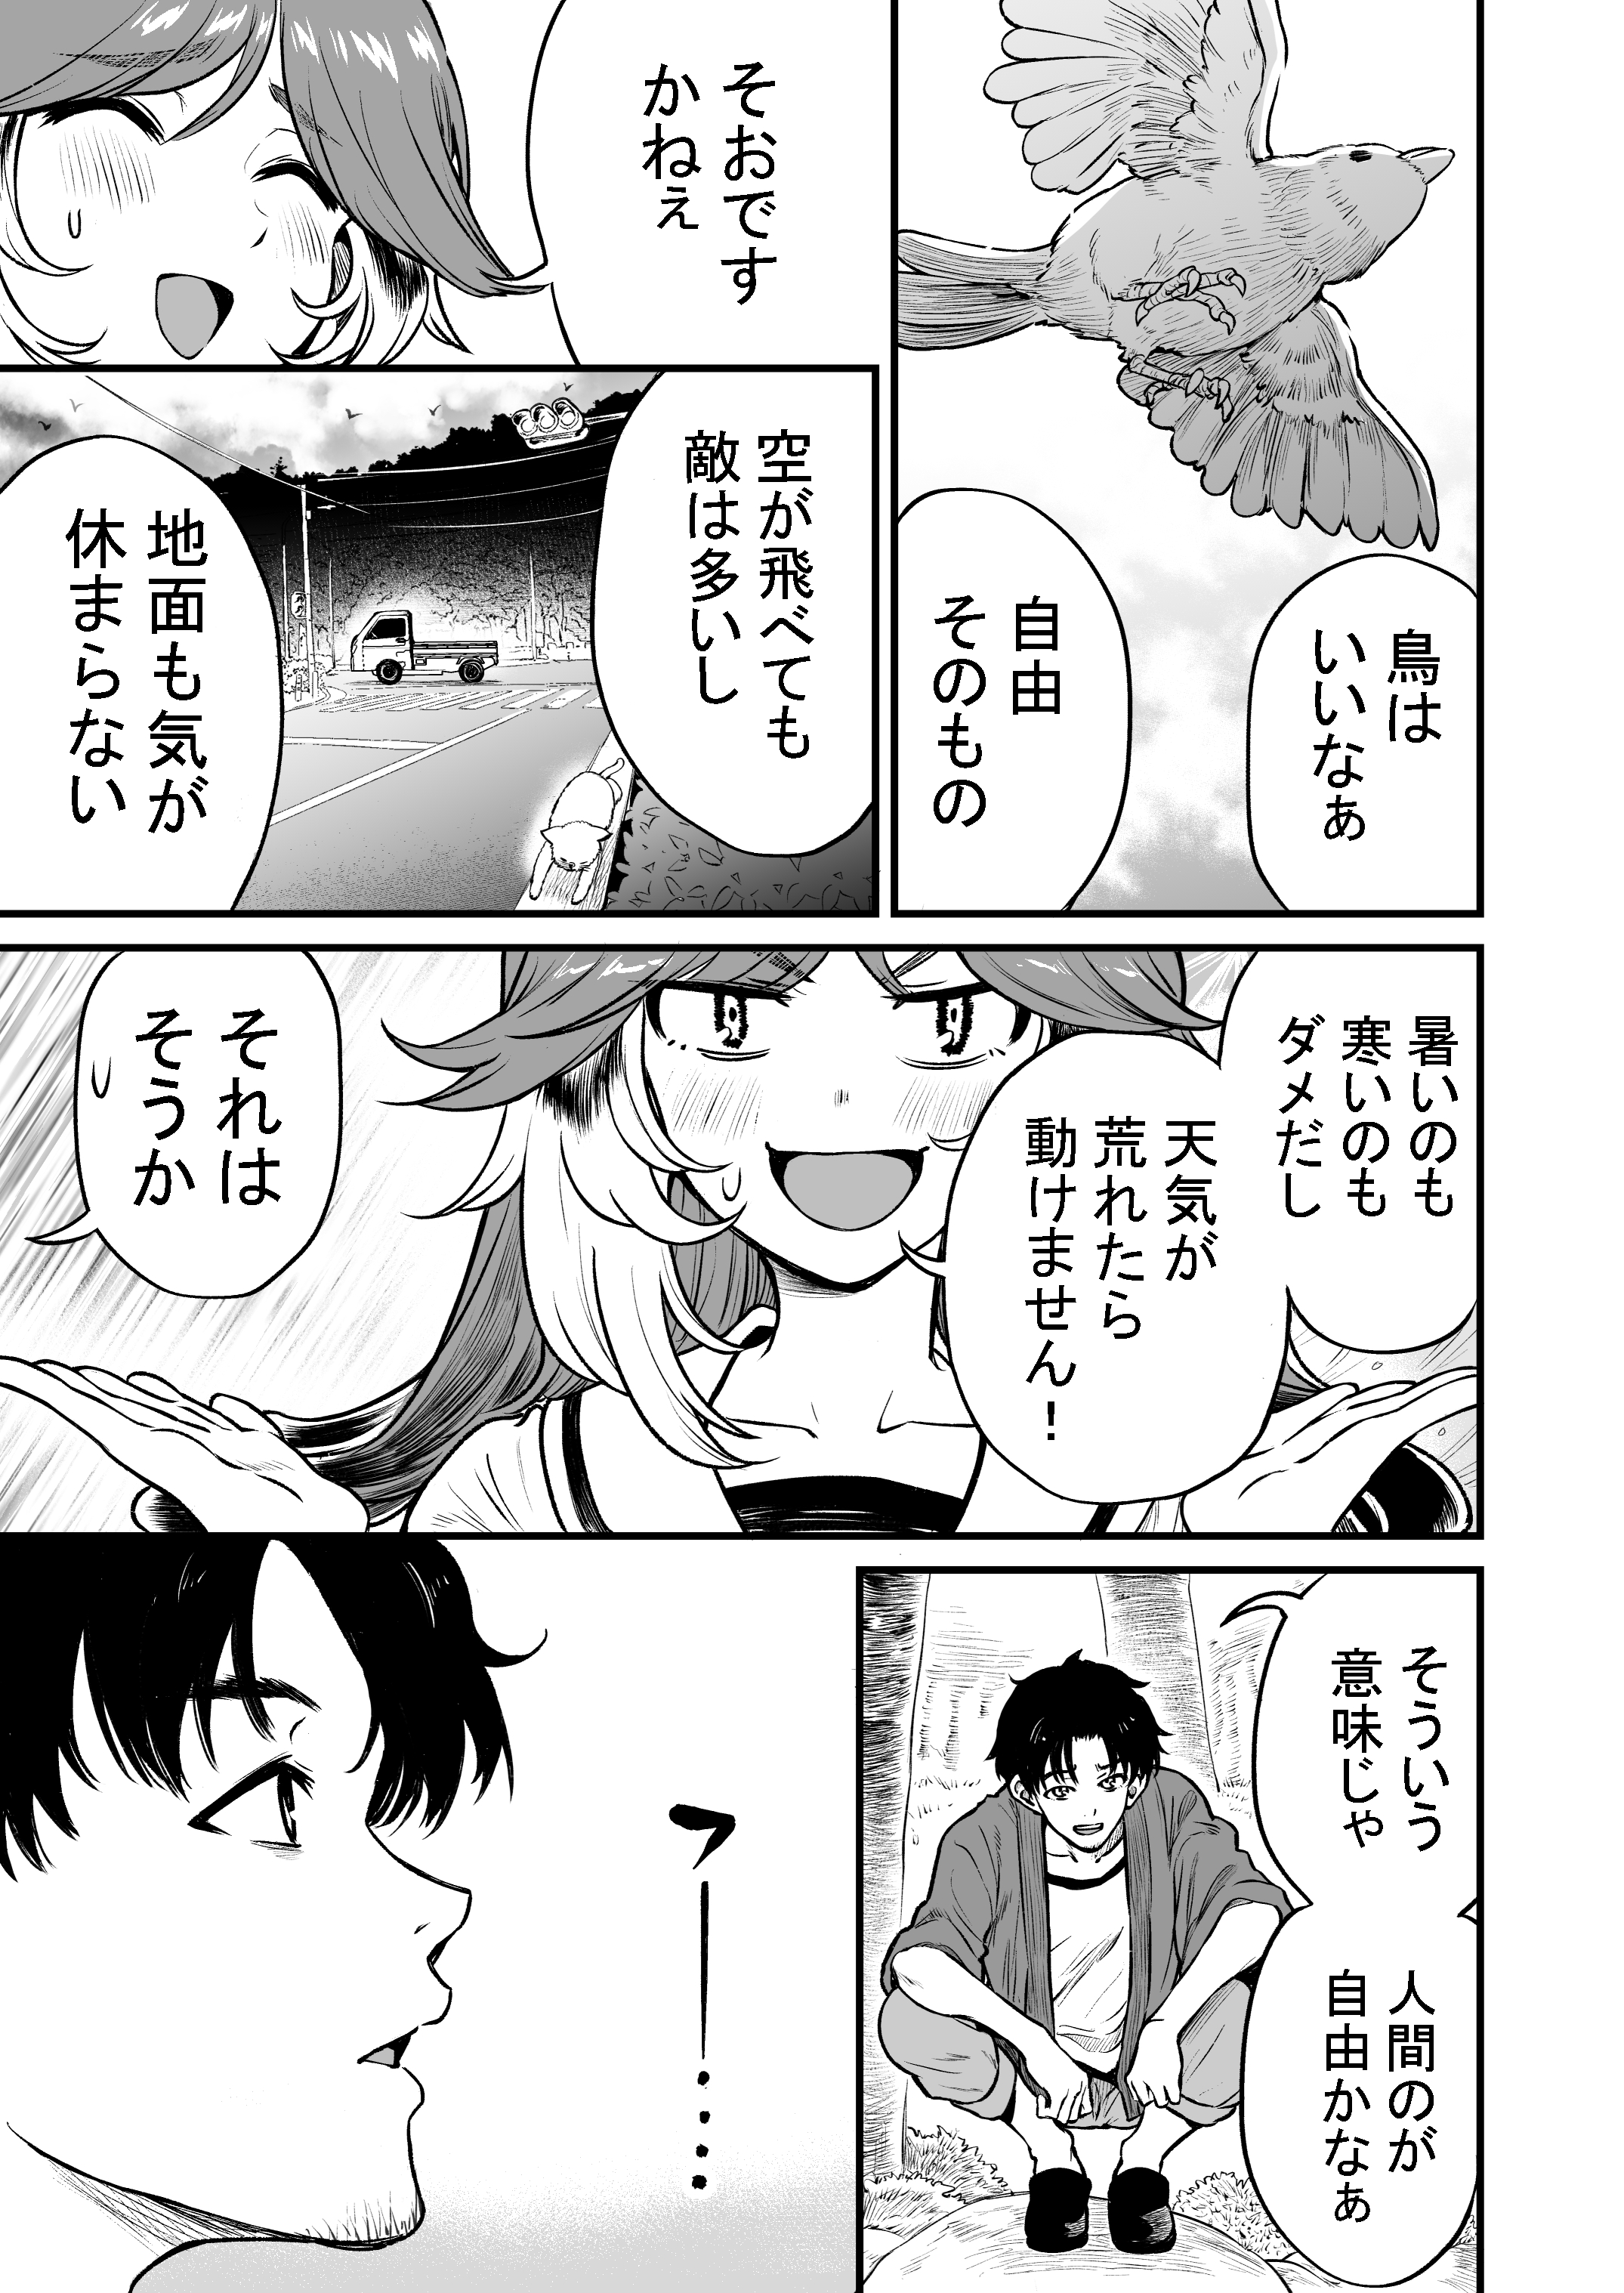 鳥は
いいなぁ
自由
そのもの
そおです
かねぇ
空が飛べても
敵は多いし
地面も気が
休まらない
暑いのも
寒いのも
ダメだし
天気が
荒れたら
動けません！
それは
そうか
そういう
意味じゃ
人間のが
自由かなぁ
ヘ―…